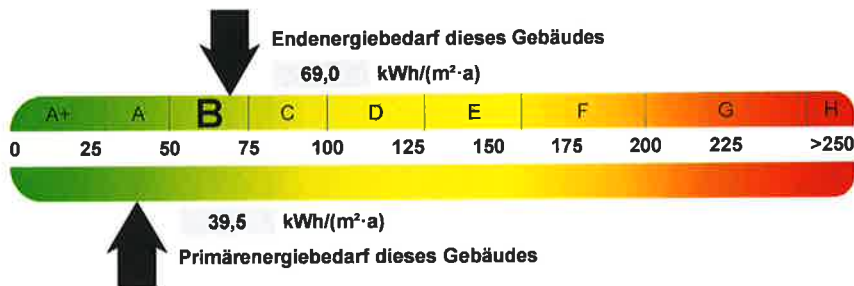 Endenergiebedarf dieses Gebäudes
69,0 kWh/(m²·a)
A+ A B C D E F G H
0 25 50 75 100 125 150 175 200 225 >250
39,5 kWh/(m²·a)
Primärenergiebedarf dieses Gebäudes